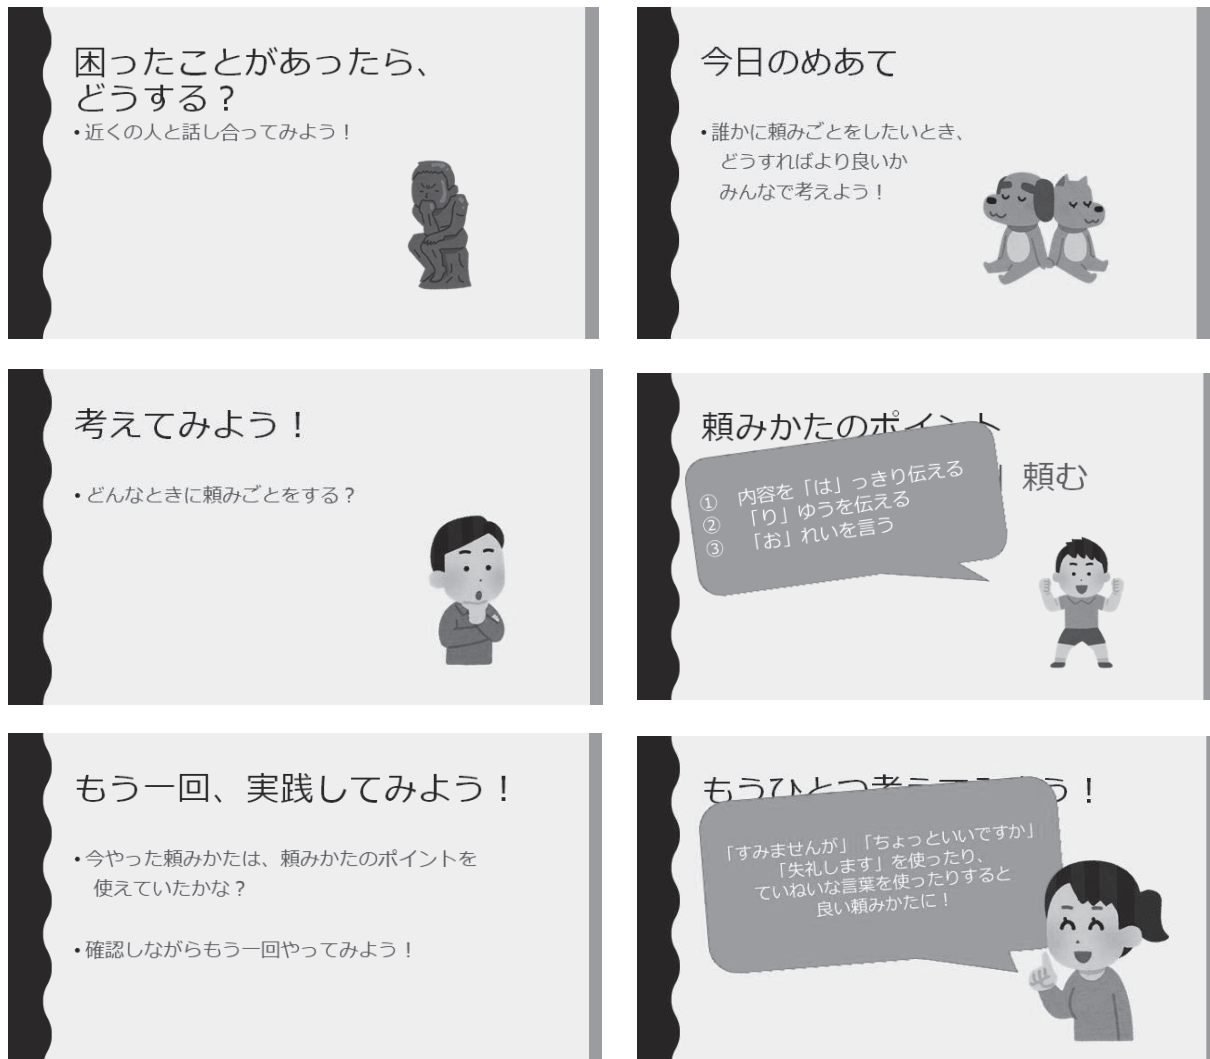 困ったことがあったら、
どうする？
• 近くの人と話し合ってみよう！
今日のめあて
• 誰かに頼みごとをしたいとき、
どうすればより良いか
みんなで考えよう！
考えてみよう！
• どんなときに頼みごとをする？
頼みかたのポイント
頼む
① 内容を「は」っきり伝える
② 「り」ゆうを伝える
③ 「お」れいを言う
もう一回、実践してみよう！
• 今やった頼みかたは、頼みかたのポイントを
使えていたかな？
• 確認しながらもう一回やってみよう！
もうひとつ考えてみよう！
「すみませんが」「ちょっといいですか」
「失礼します」を使ったり、
ていねいな言葉を使ったりすると
良い頼みかたに！